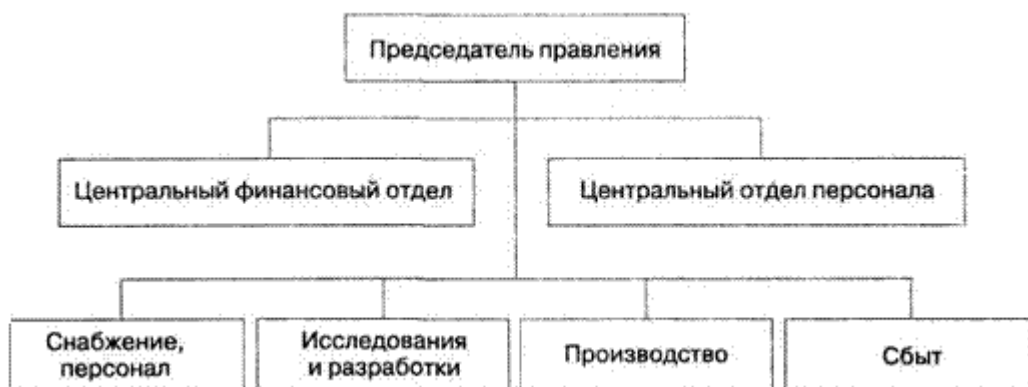 Председатель правления
Центральный финансовый отдел
Центральный отдел персонала
Снабжение,
персонал
Исследования
и разработки
Производство
Сбыт